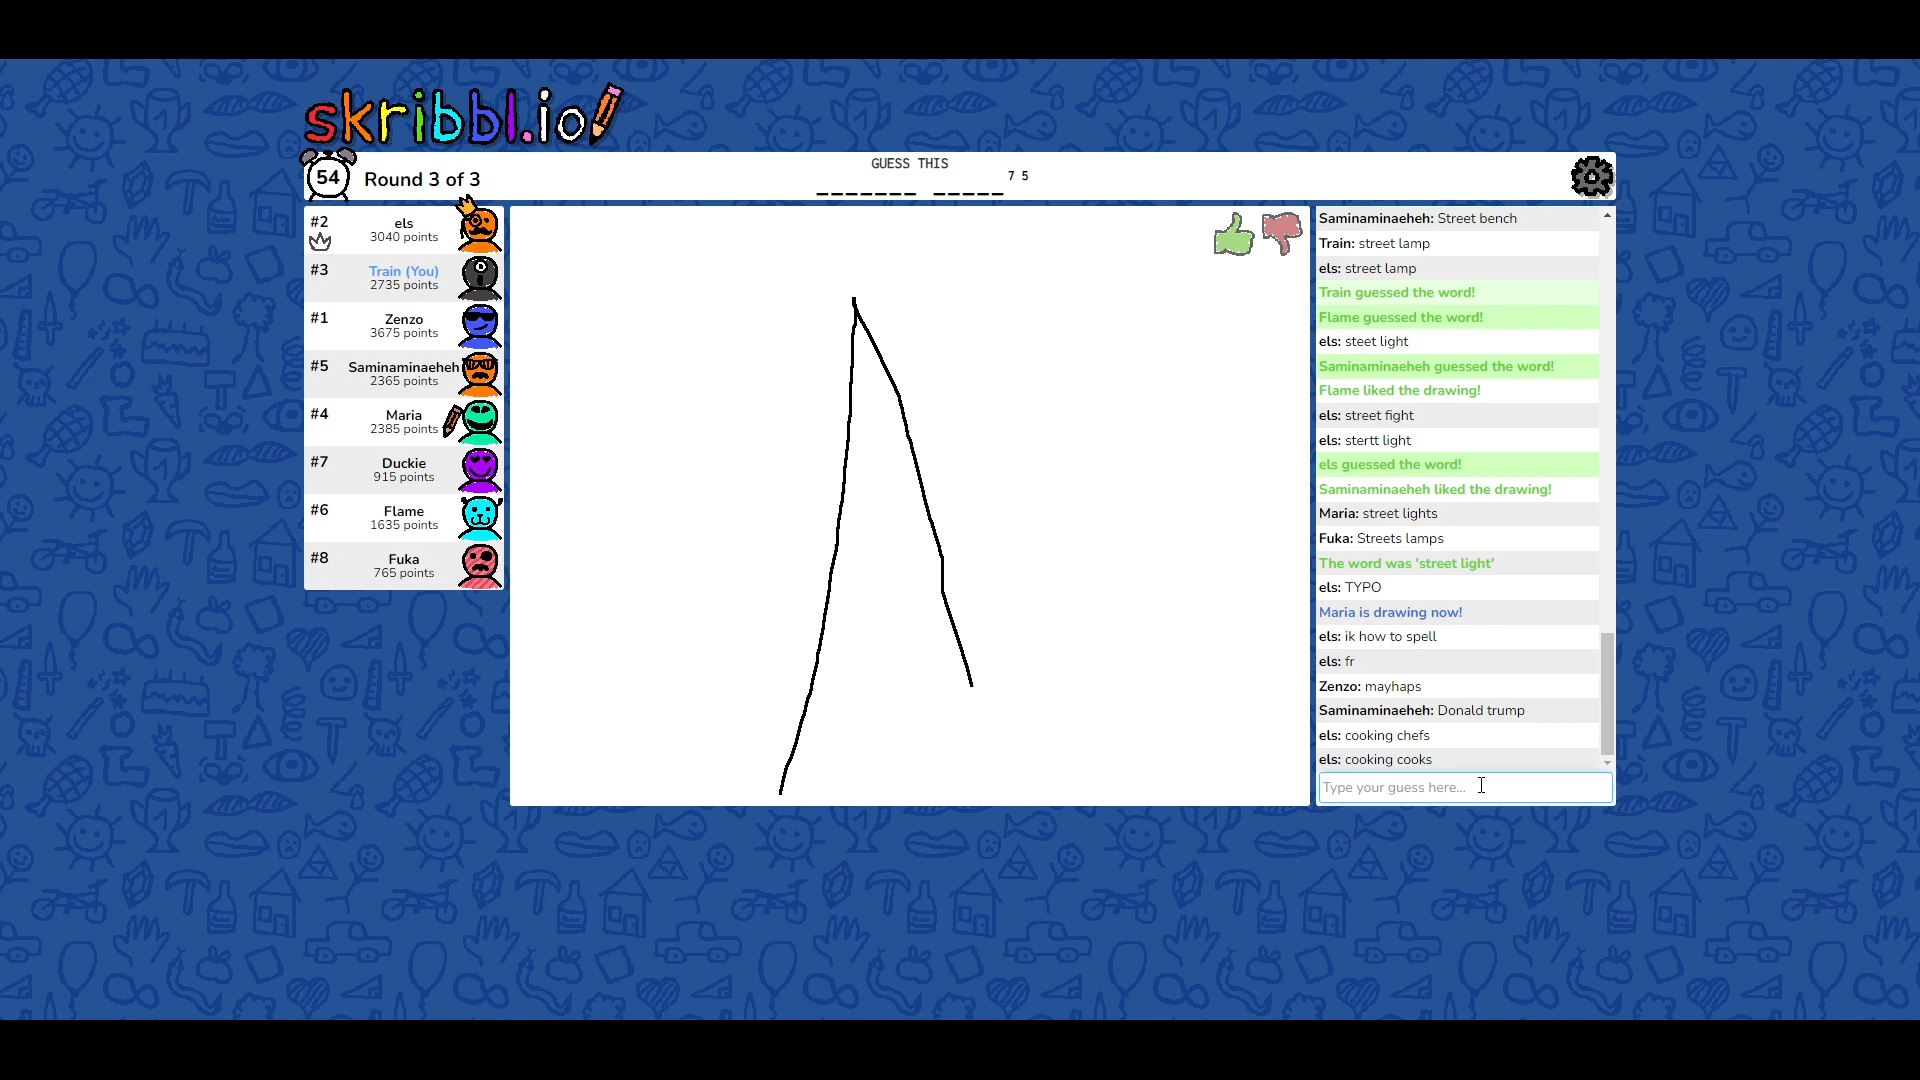 skribbl.io
54
Round 3 of 3
GUESS THIS
_______ _____ 7 5
#2 els
3040 points
#3 Train (You)
2735 points
#1 Zenzo
3675 points
#5 Saminaminaeheh
2365 points
#4 Maria
2385 points
#7 Duckie
915 points
#6 Flame
1635 points
#8 Fuka
765 points
Saminaminaeheh: Street bench
Train: street lamp
els: street lamp
Train guessed the word!
Flame guessed the word!
els: steet light
Saminaminaeheh guessed the word!
Flame liked the drawing!
els: street fight
els: stertt light
els guessed the word!
Saminaminaeheh liked the drawing!
Maria: street lights
Fuka: Streets lamps
The word was 'street light'
els: TYPO
Maria is drawing now!
els: ik how to spell
els: fr
Zenzo: mayhaps
Saminaminaeheh: Donald trump
els: cooking chefs
els: cooking cooks
Type your guess here...